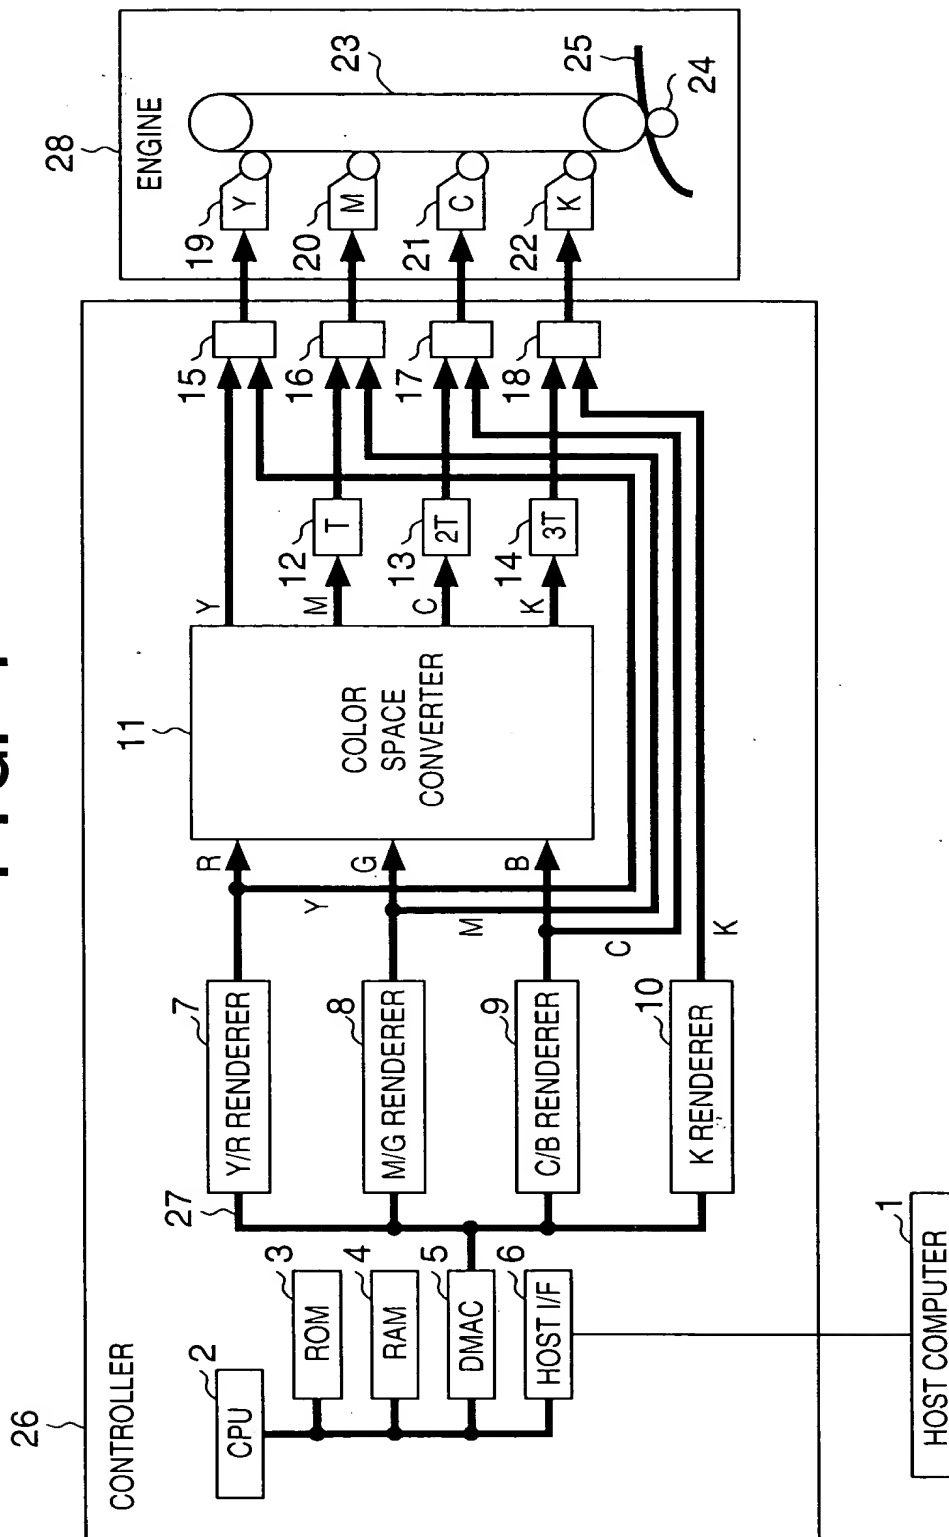 26
CONTROLLER
CPU
2
ROM
3
RAM
4
DMAC
5
HOST I/F
6
HOST COMPUTER
1
27
Y/R RENDERER
7
M/G RENDERER
8
C/B RENDERER
9
K RENDERER
10
R
G
B
Y
M
C
K
11
COLOR
SPACE
CONVERTER
Y
M
C
K
12
T
13
2T
14
3T
15
16
17
18
28
ENGINE
19
Y
20
M
21
C
22
K
23
25
24